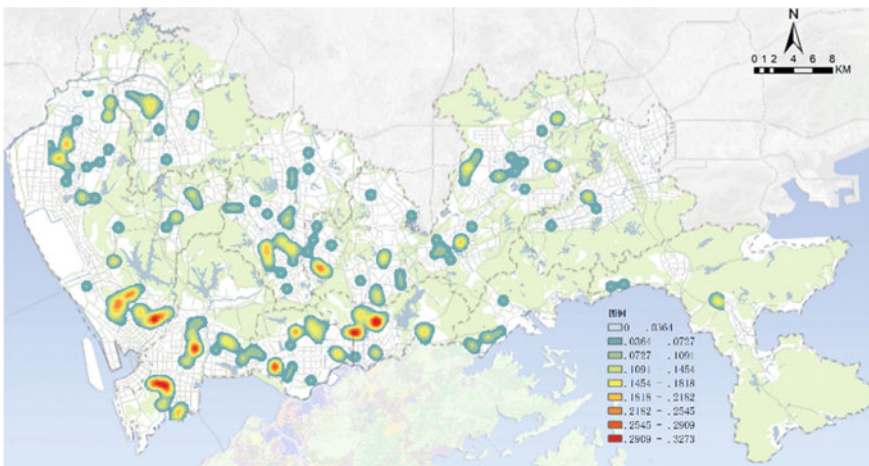 N
0 1 2 4 6 8
KM
图例
0 .0364
.0364 .0727
.0727 .1091
.1091 .1454
.1454 - .1818
.1818 - .2182
.2182 - .2545
.2545 - .2909
.2909 - .3273